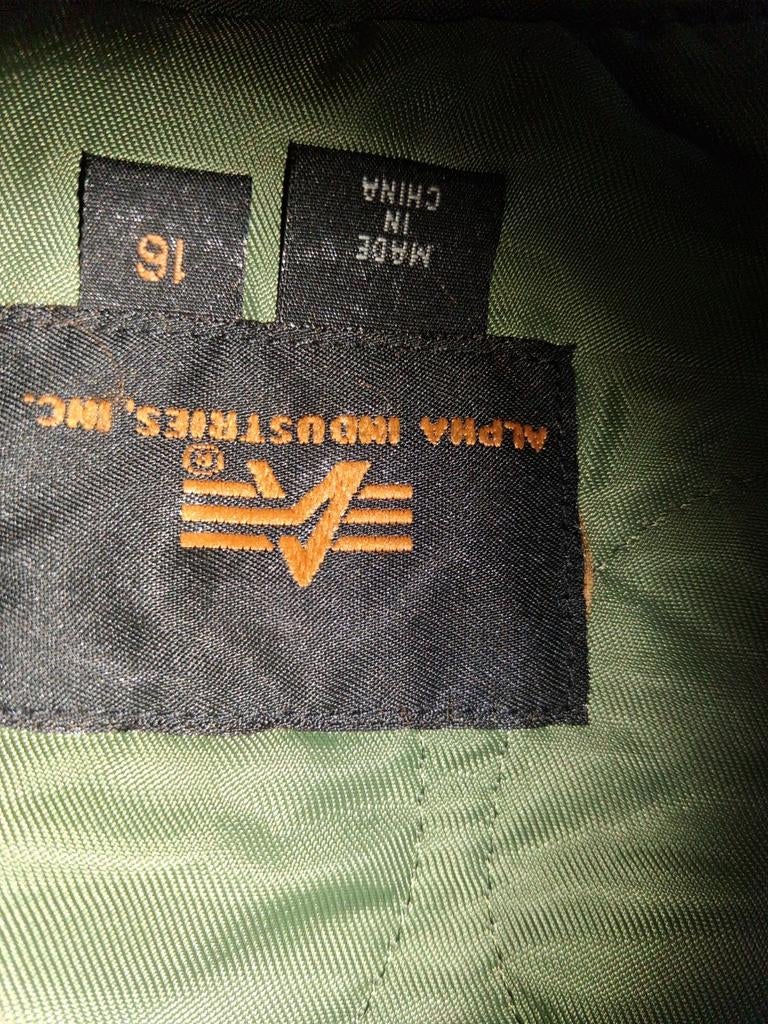 ©
ALPHA INDUSTRIES, INC.
MADE
IN
CHINA
16